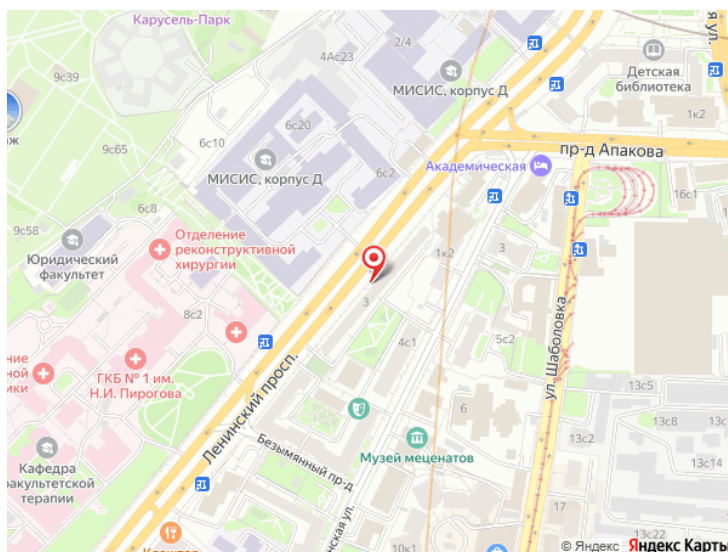 Карусель-Парк
я ул.
9с39
4Ас23
2/4
МИСИС, корпус Д
Детская
библиотека
1к2
ж
9с65
6с10
6с20
пр-д Апакова
МИСИС, корпус Д
6с2
Академическая
16с1
6с8
9с58
Юридический
факультет
Отделение
реконструктивной
хирургии
1к2
3
8с2
3
4с1
5с2
ул. Шаболовка
ГКБ № 1 им.
Н.И. Пирогова
Ленинский просп.
13с5
6
13с8
13с2
13с14
Безымянный пр-д
Музей меценатов
Кафедра
факультетской
терапии
17
13с22
10к1
© Яндекс Яндекс Карты